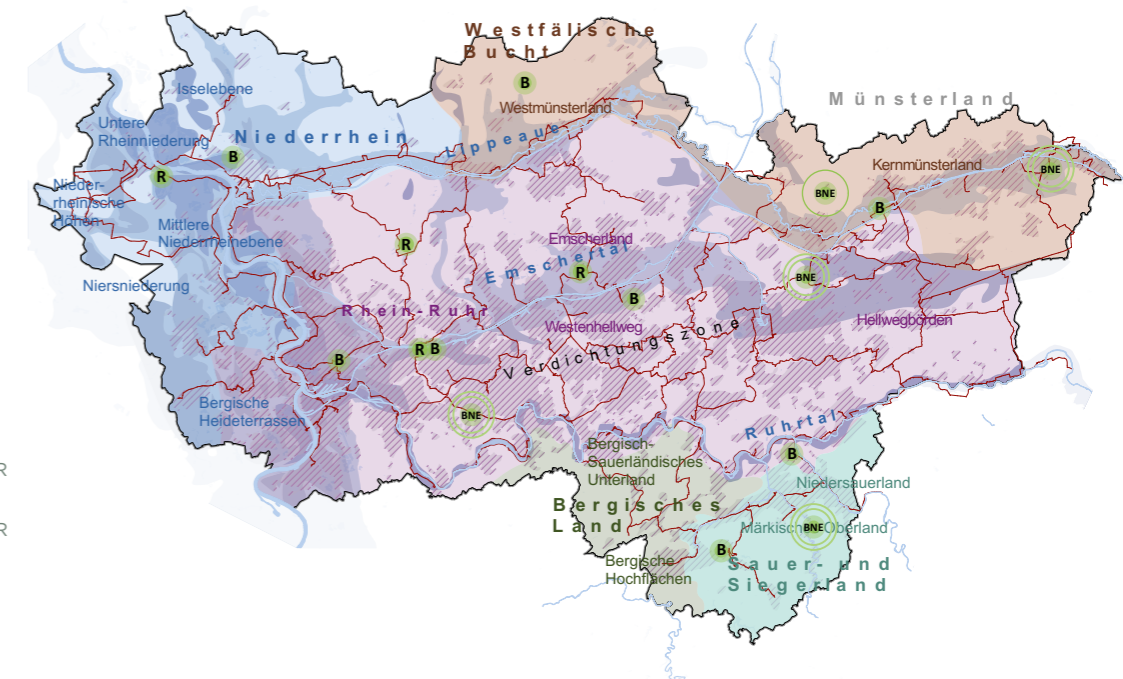 Westfälische
Bucht
B
Westmünsterland
Isselebene
Münsterland
Untere
Rheinniederung
Niederrhein
Lippeaue
B
R
Kernmünsterland
BNE
BNE
B
Nieder-
rheinische
Höhen
Mittlere
Niederrheinebene
R
Emscherland
Emschertal
R
BNE
Niersniederung
B
Rhein-Ruhr
Westenhellweg
Hellwegbörden
Verdichtungszone
B
R B
BNE
Bergische
Heideterrassen
Ruhrtal
Bergisch-
Sauerländisches
Unterland
B
R
Niedersauerland
Bergisches
Land
R
Märkisches Oberland
BNE
B
Bergische
Hochflächen
Sauer- und
Siegerland